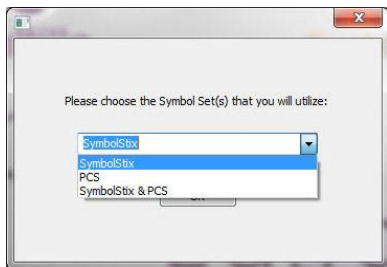 Please choose the Symbol Set(s) that you will utilize:
SymbolStix
SymbolStix
PCS
SymbolStix & PCS